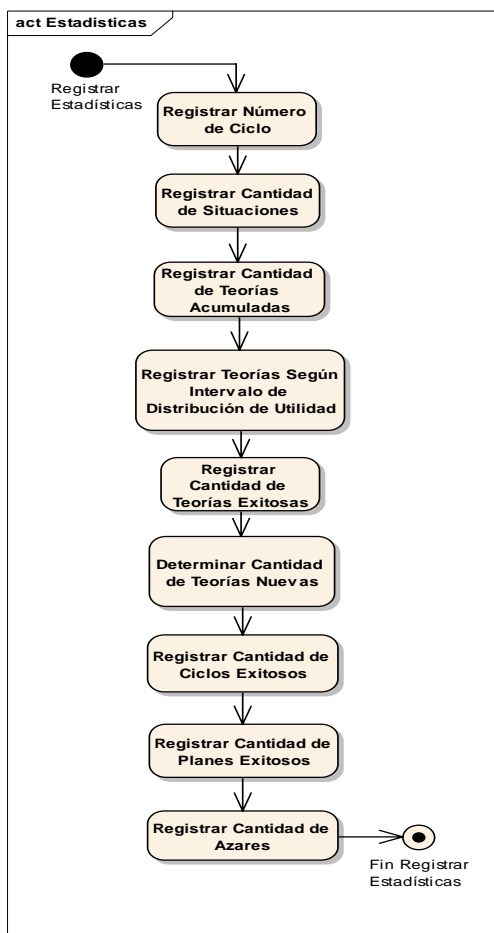 act Estadisticas
Registrar
Estadísticas
Registrar Número
de Ciclo
Registrar Cantidad
de Situaciones
Registrar Cantidad
de Teorías
Acumuladas
Registrar Teorías Según
Intervalo de
Distribución de Utilidad
Registrar
Cantidad de
Teorías Exitosas
Determinar Cantidad
de Teorías Nuevas
Registrar Cantidad de
Ciclos Exitosos
Registrar Cantidad de
Planes Exitosos
Registrar Cantidad de
Azares
Fin Registrar
Estadísticas